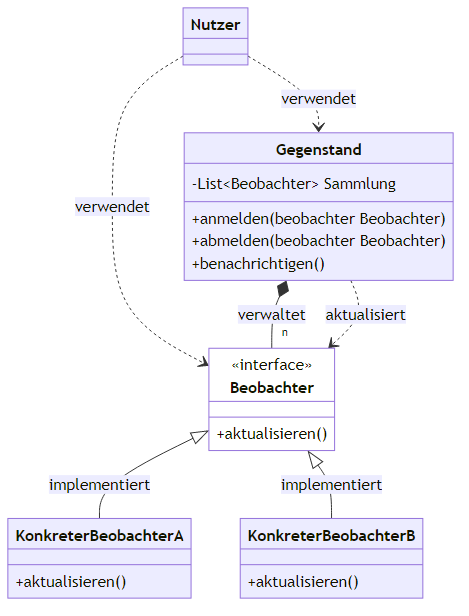 Nutzer
verwendet
Gegenstand
-List<Beobachter> Sammlung
verwendet
+anmelden(beobachter Beobachter)
+abmelden(beobachter Beobachter)
+benachrichtigen()
verwaltet
aktualisiert
n
«interface»
Beobachter
+aktualisieren()
implementiert
implementiert
KonkreterBeobachterA
+aktualisieren()
KonkreterBeobachterB
+aktualisieren()